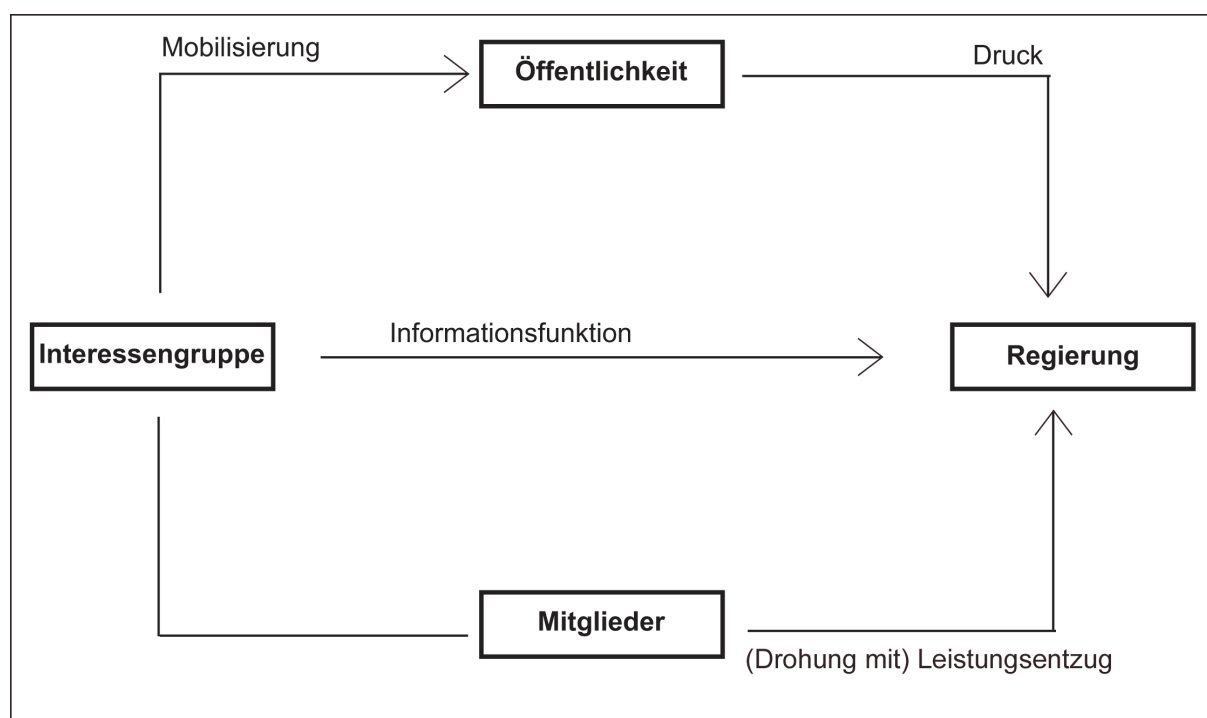 Mobilisierung
Öffentlichkeit
Druck
Interessengruppe
Informationsfunktion
Regierung
Mitglieder
(Drohung mit) Leistungsentzug